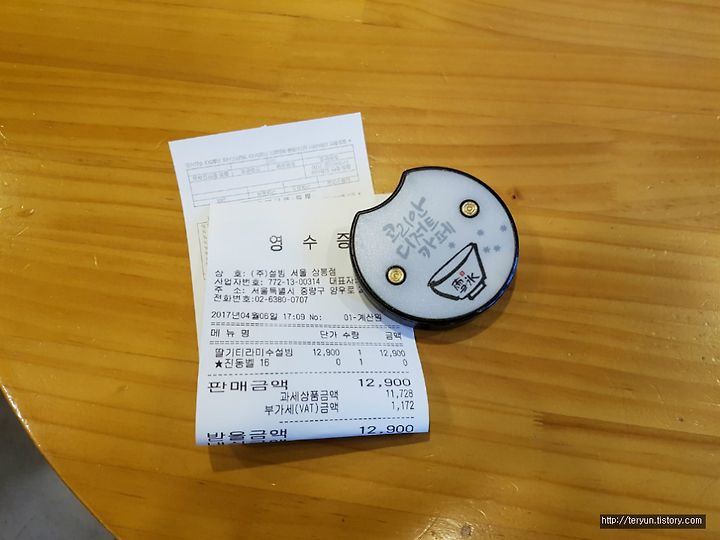 영 수 증
상 호: (주)설빙 서울 상봉점
사업자번호: 772-13-00314 대표자:
주 소: 서울특별시 중랑구 망우로
전화번호:02-6380-0707
2017년04월06일 17:09 No: 01-계산원
메 뉴 명 단가 수량 금액
딸기티라미수설빙 12,900 1 12,900
★진동벨 16 0 1 0
판매금액 12,900
과세상품금액 11,728
부가세(VAT)금액 1,172
받을금액 12,900
코리안
디저트
카페
雪氷
http://teryun.tistory.com